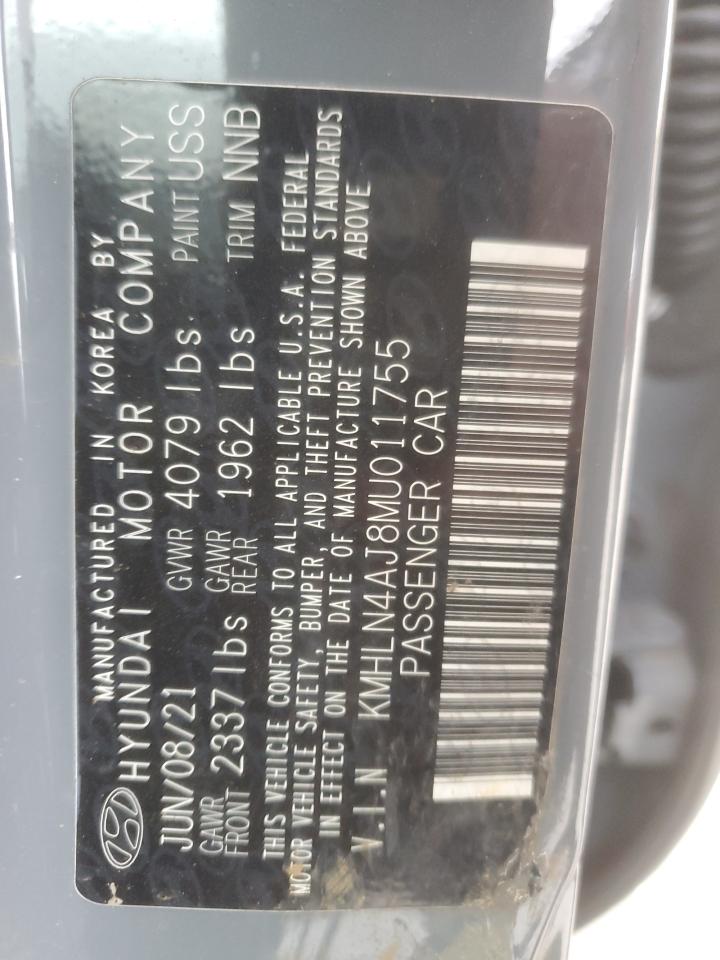 MANUFACTURED IN KOREA BY
HYUNDAI MOTOR COMPANY
JUN/08/21 GVWR 4079 lbs PAINT USS
GAWR FRONT 2337 lbs GAWR REAR 1962 lbs TRIM NNB
THIS VEHICLE CONFORMS TO ALL APPLICABLE U.S.A. FEDERAL
MOTOR VEHICLE SAFETY, BUMPER, AND THEFT PREVENTION STANDARDS
IN EFFECT ON THE DATE OF MANUFACTURE SHOWN ABOVE
V.I.N KMHLN4AJ8MU011755
PASSENGER CAR